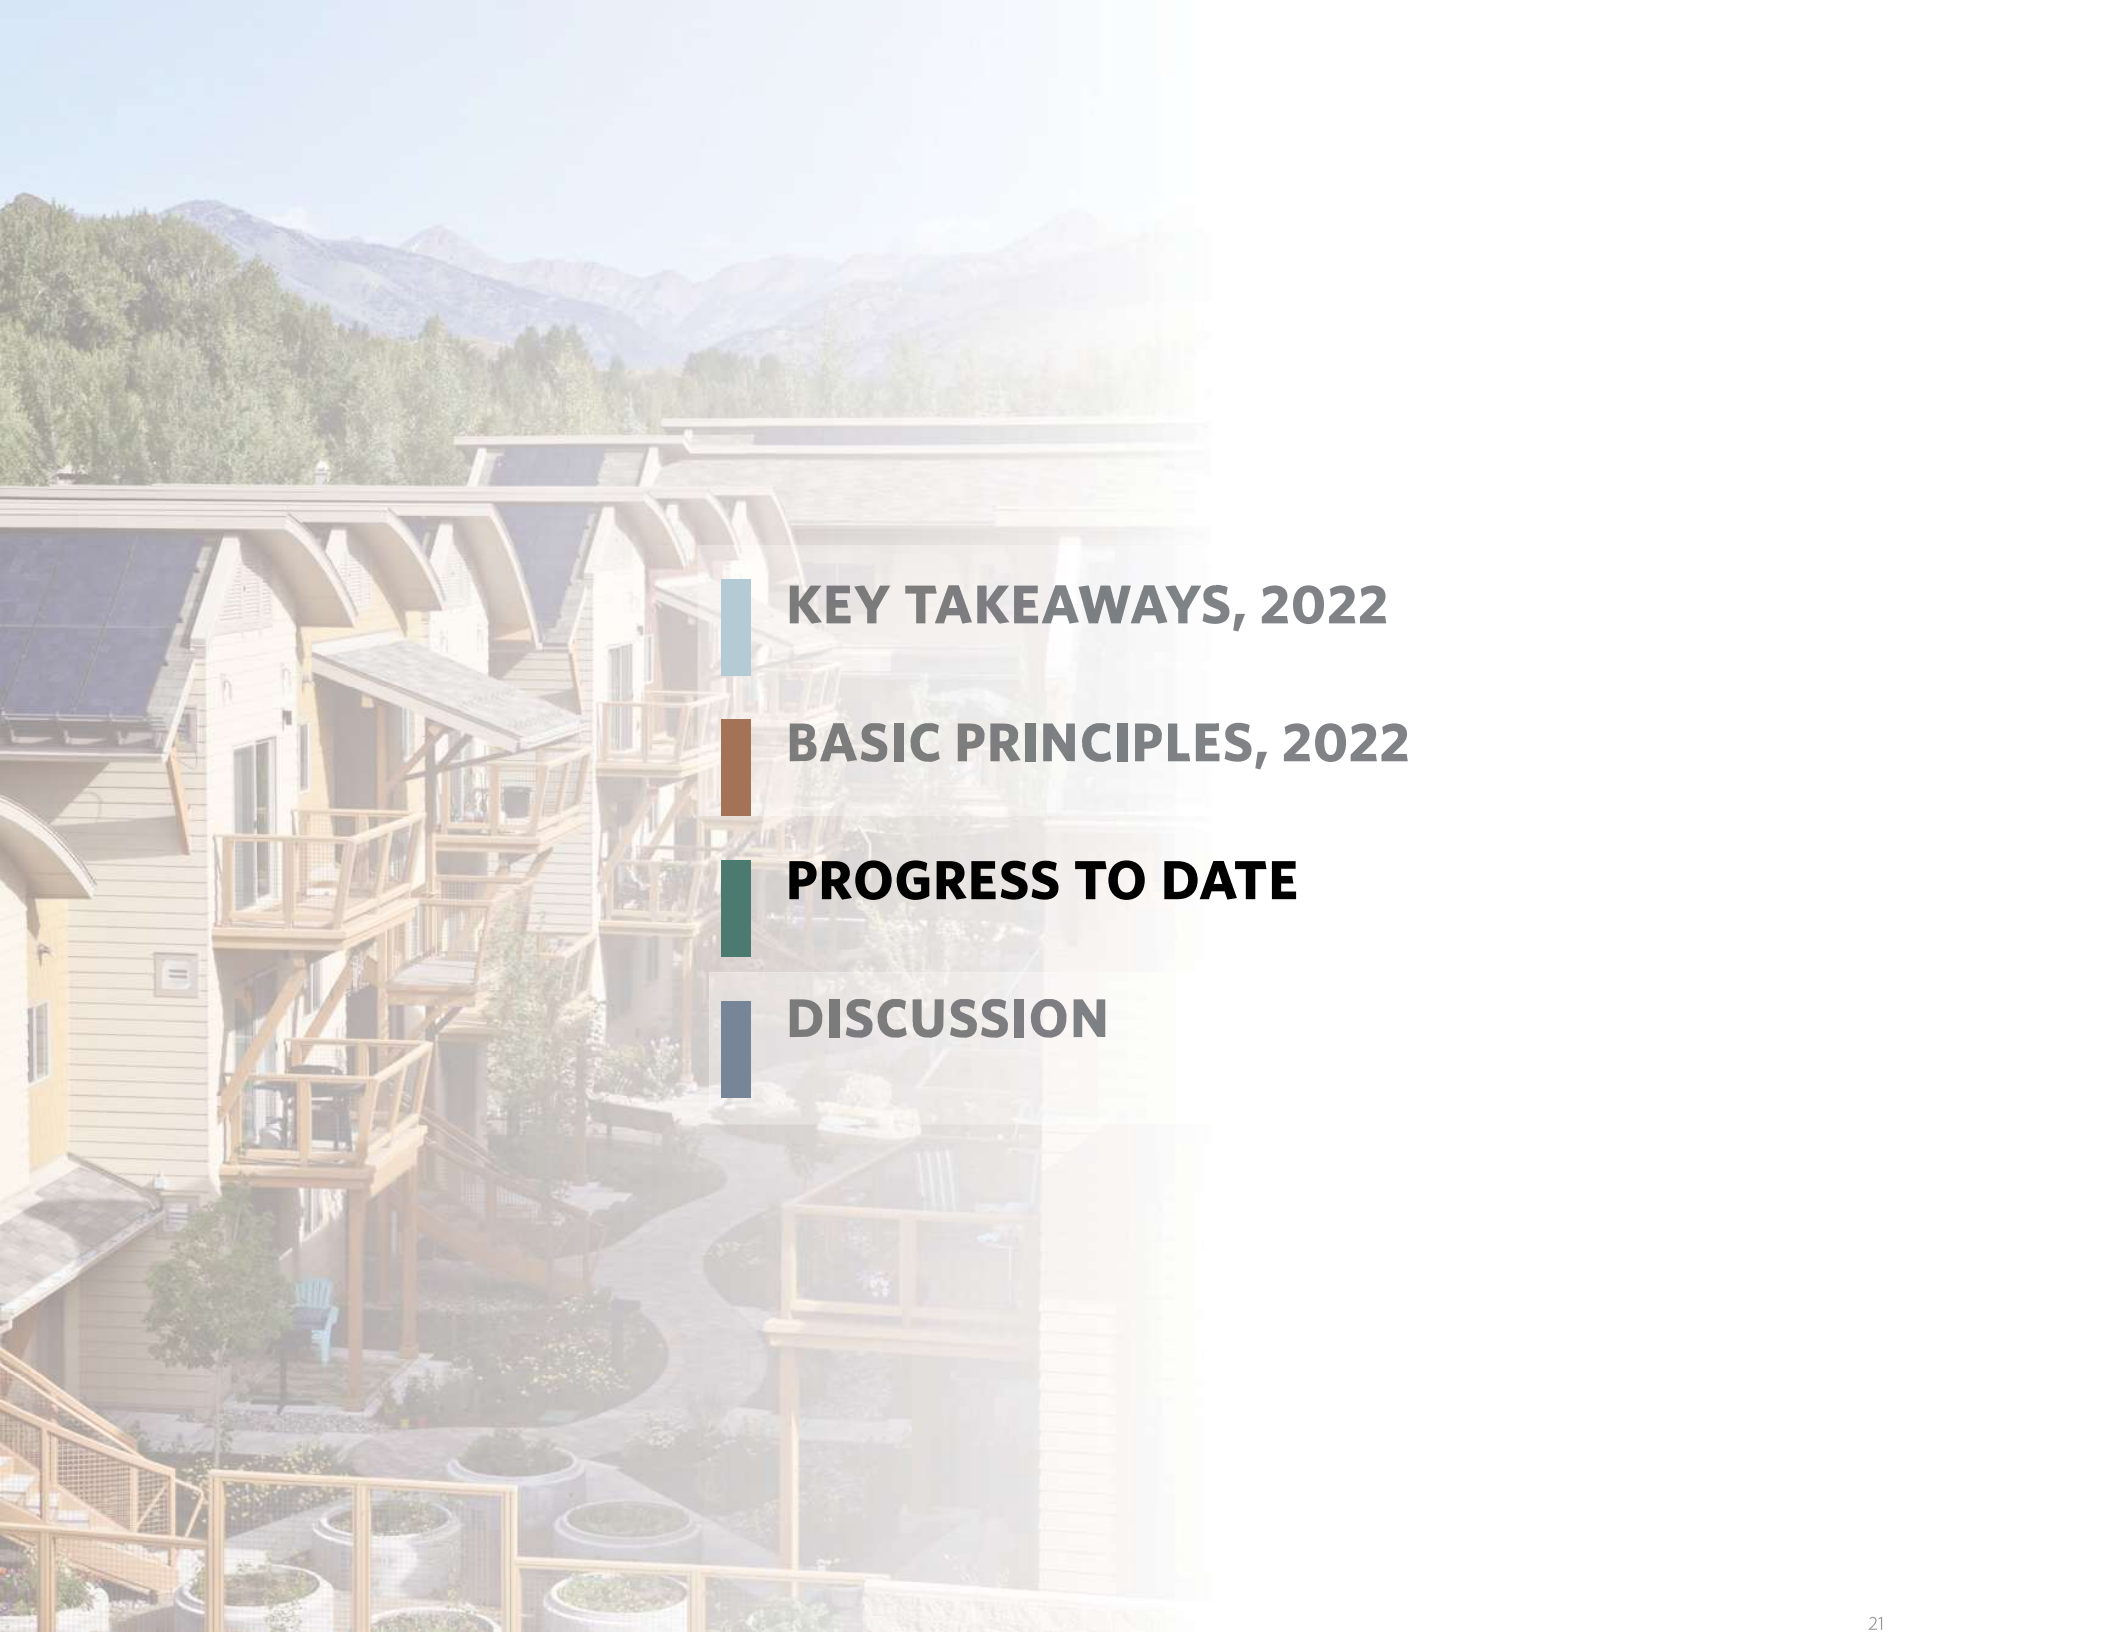 KEY TAKEAWAYS, 2022
BASIC PRINCIPLES, 2022
PROGRESS TO DATE
DISCUSSION
21